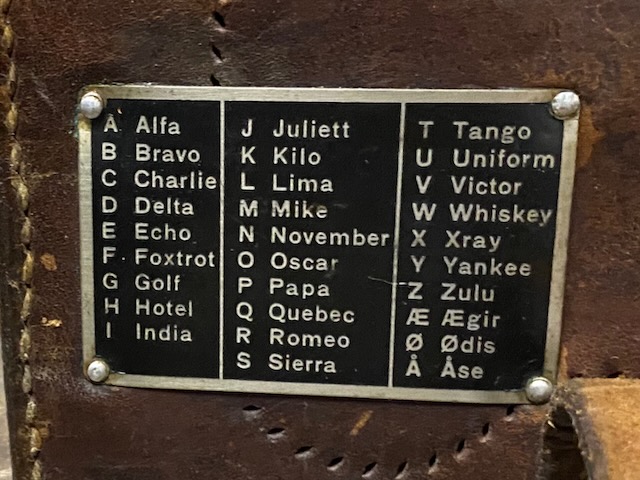 A Alfa
B Bravo
C Charlie
D Delta
E Echo
F Foxtrot
G Golf
H Hotel
I India
J Juliett
K Kilo
L Lima
M Mike
N November
O Oscar
P Papa
Q Quebec
R Romeo
S Sierra
T Tango
U Uniform
V Victor
W Whiskey
X Xray
Y Yankee
Z Zulu
Æ Ægir
Ø Ødis
Å Åse